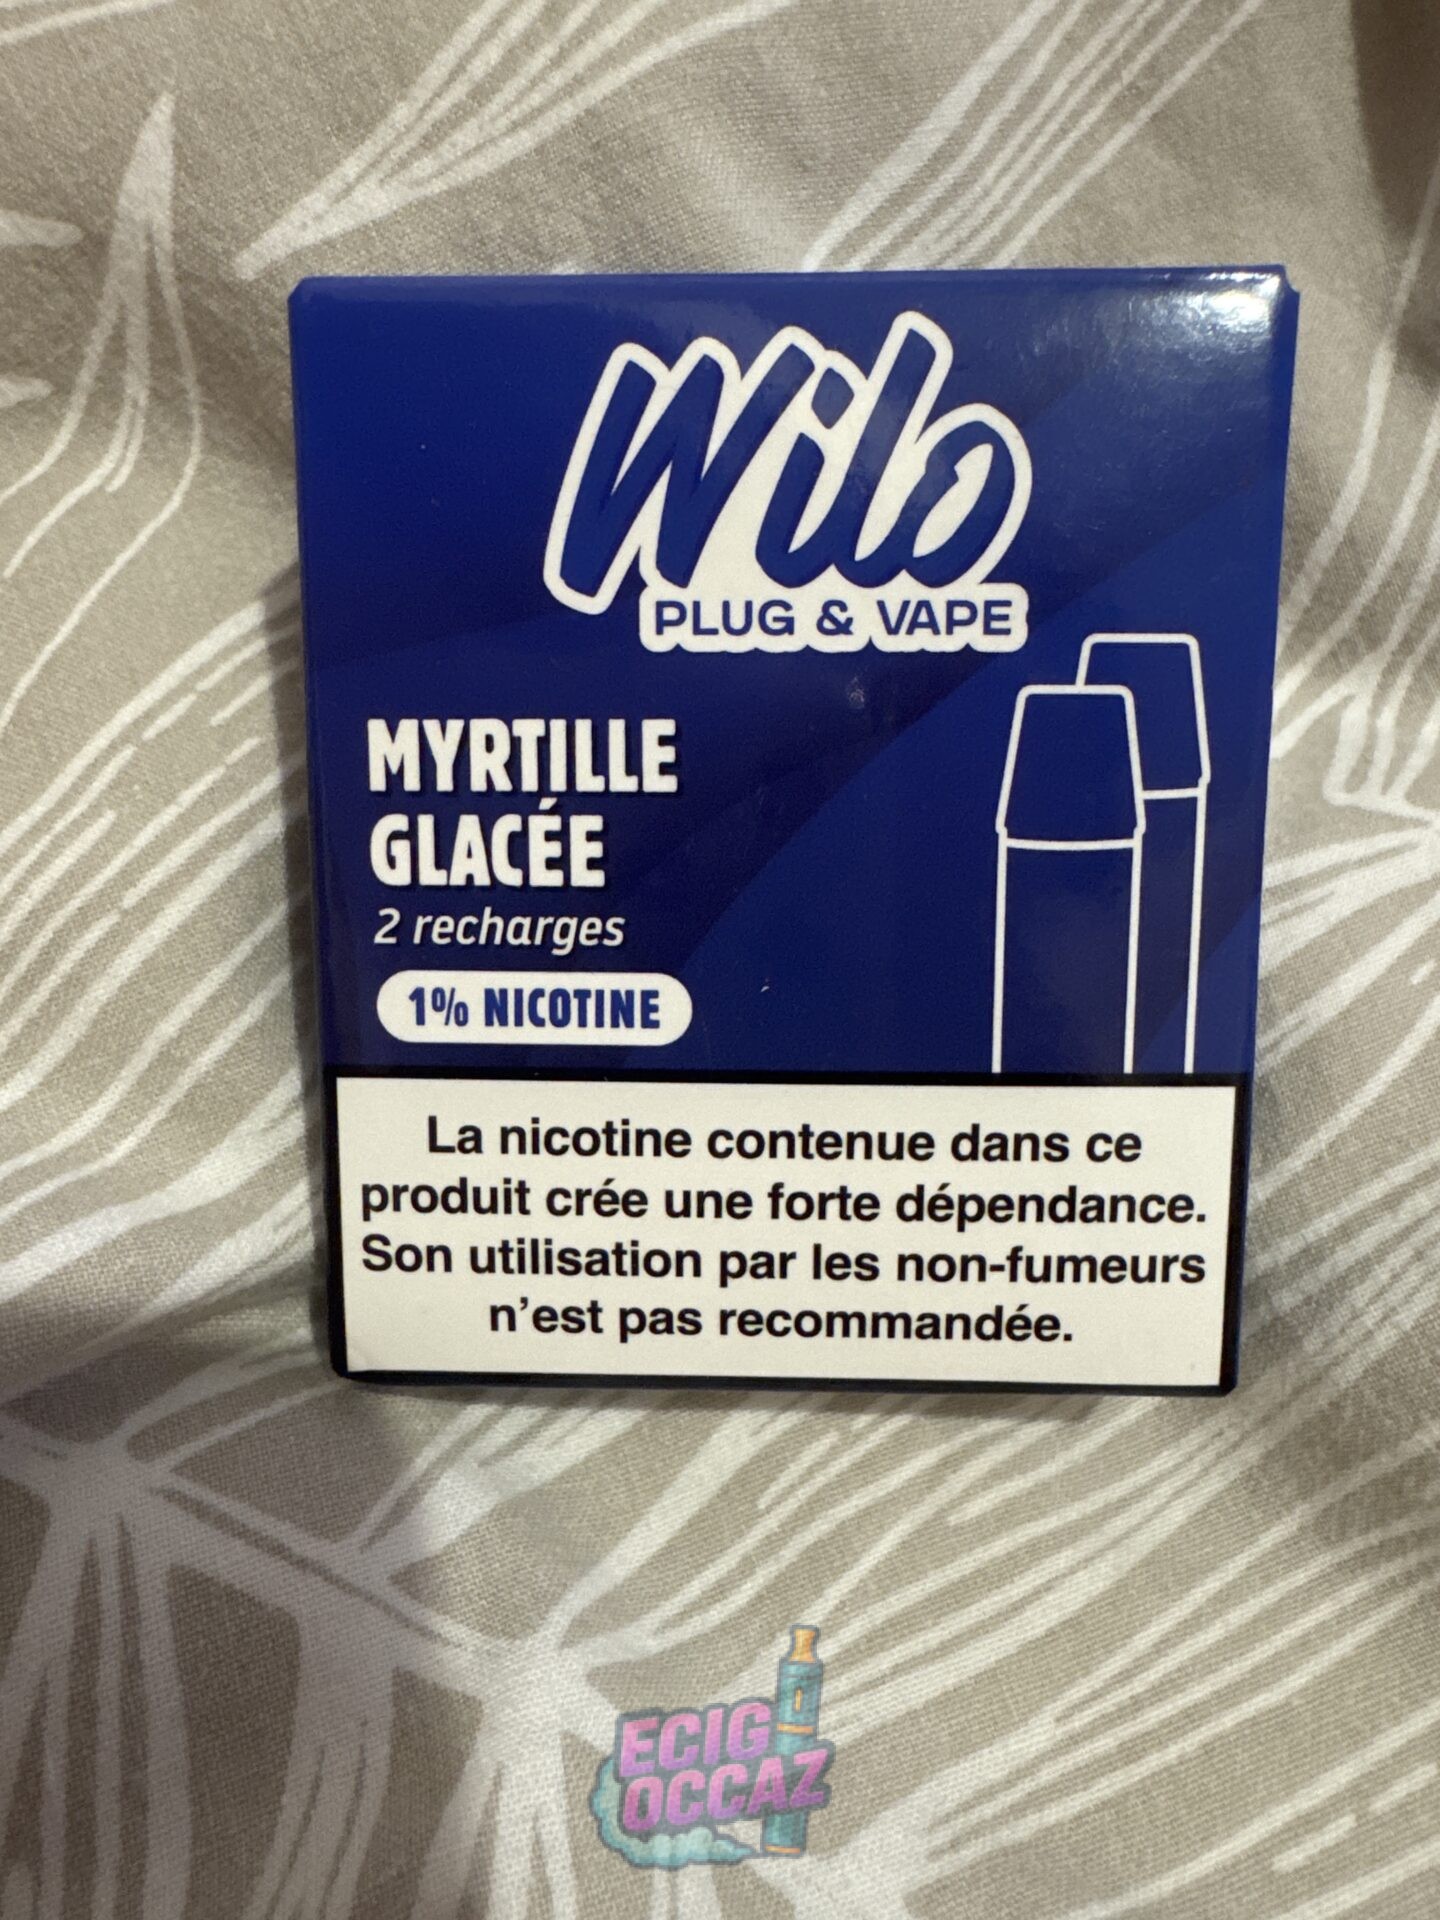 Wilo
PLUG & VAPE
MYRTILLE
GLACÉE
2 recharges
1% NICOTINE
La nicotine contenue dans ce
produit crée une forte dépendance.
Son utilisation par les non-fumeurs
n’est pas recommandée.
ECIG
OCCAZ